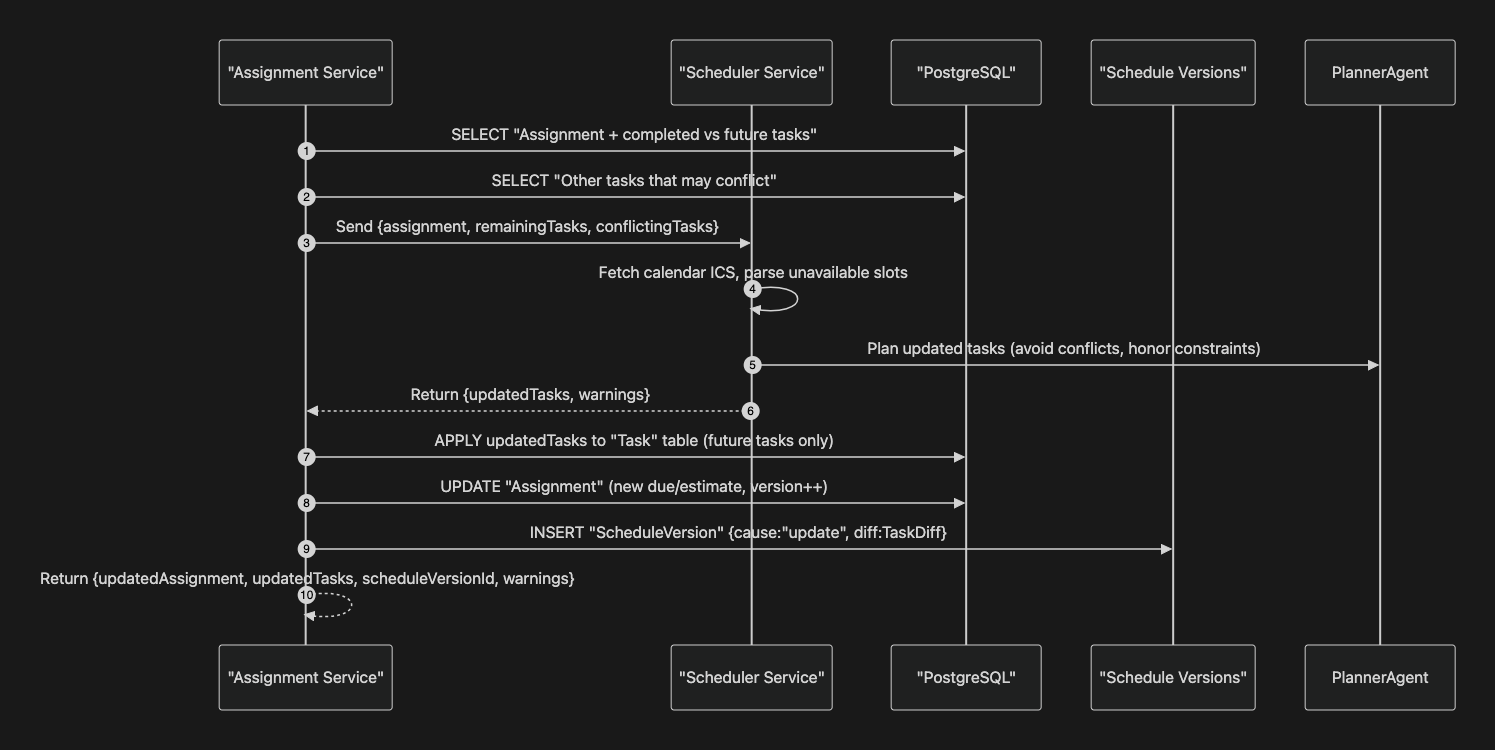 "Assignment Service" "Scheduler Service" "PostgreSQL" "Schedule Versions" PlannerAgent
SELECT "Assignment + completed vs future tasks"
1
SELECT "Other tasks that may conflict"
2
Send {assignment, remainingTasks, conflictingTasks}
3
Fetch calendar ICS, parse unavailable slots
4
Plan updated tasks (avoid conflicts, honor constraints)
5
Return {updatedTasks, warnings}
6
APPLY updatedTasks to "Task" table (future tasks only)
7
UPDATE "Assignment" (new due/estimate, version++)
8
INSERT "ScheduleVersion" {cause:"update", diff:TaskDiff}
9
Return {updatedAssignment, updatedTasks, scheduleVersionId, warnings}
10
"Assignment Service" "Scheduler Service" "PostgreSQL" "Schedule Versions" PlannerAgent